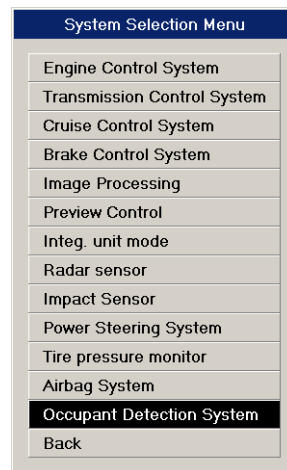 System Selection Menu
Engine Control System
Transmission Control System
Cruise Control System
Brake Control System
Image Processing
Preview Control
Integ. unit mode
Radar sensor
Impact Sensor
Power Steering System
Tire pressure monitor
Airbag System
Occupant Detection System
Back